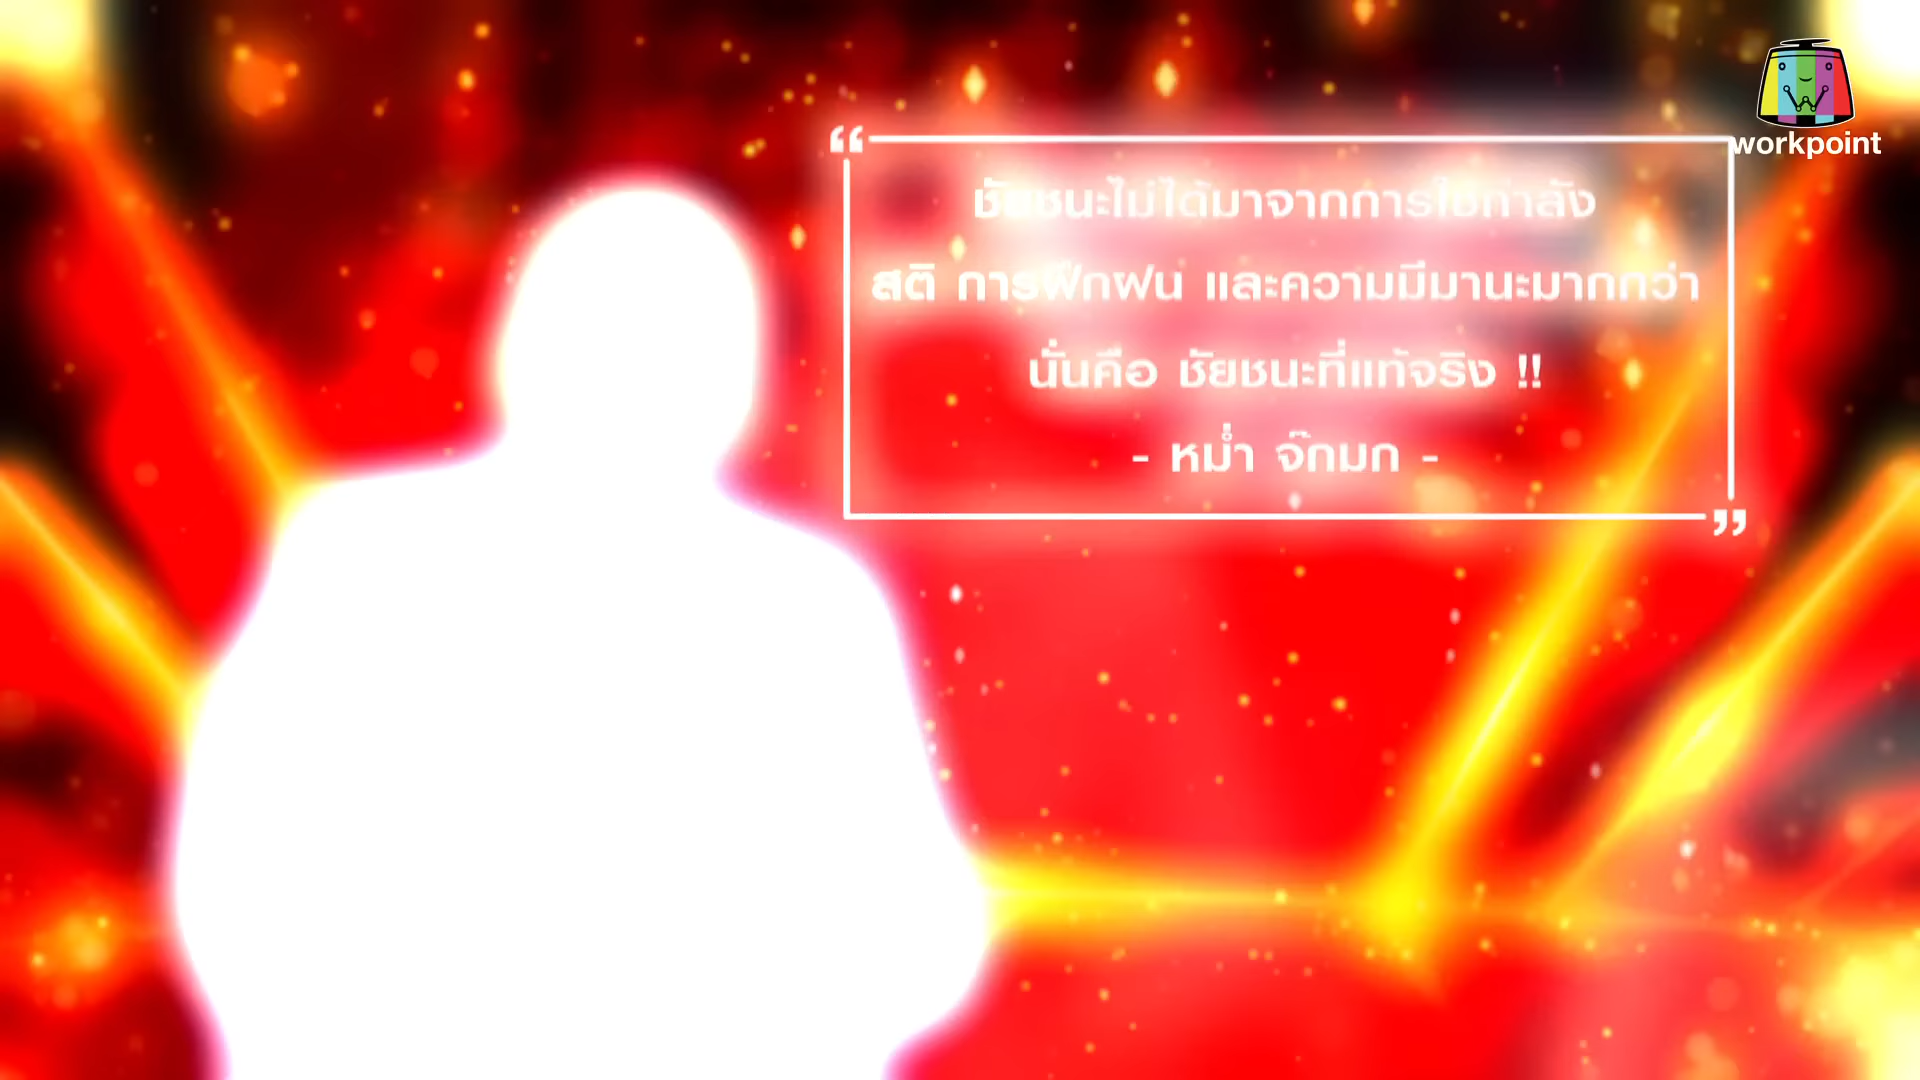 workpoint
“
ชัยชนะไม่ได้มาจากการใช้กำลัง
สติ การฝึกฝน และความมีมานะมากกว่า
นั่นคือ ชัยชนะที่แท้จริง !!
- หม่ำ จ๊กมก -
”